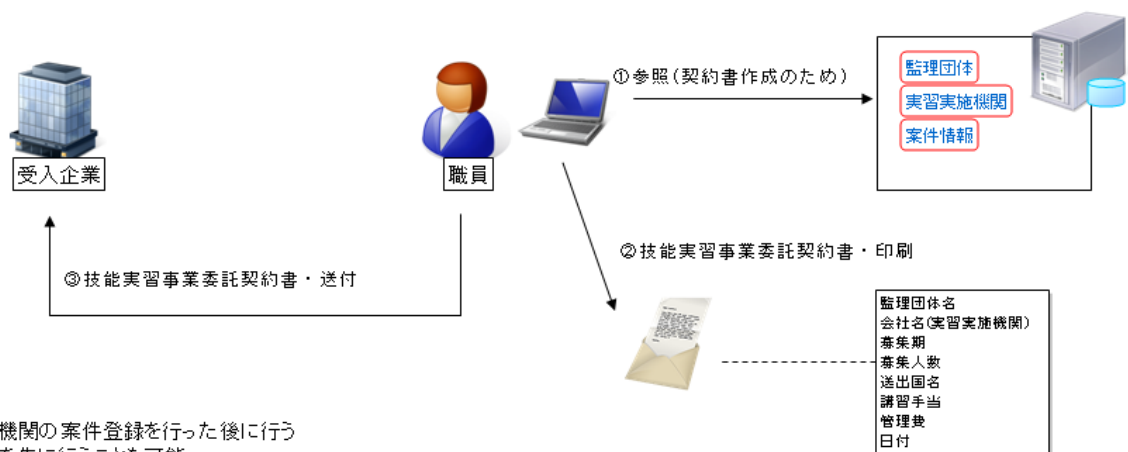 ①参照(契約書作成のため)
監理団体
実習実施機関
案件情報
受入企業
職員
②技能実習事業委託契約書・印刷
③技能実習事業委託契約書・送付
監理団体名
会社名(実習実施機関)
募集期
募集人数
送出国名
講習手当
管理費
日付
機関の案件登録を行った後に行う